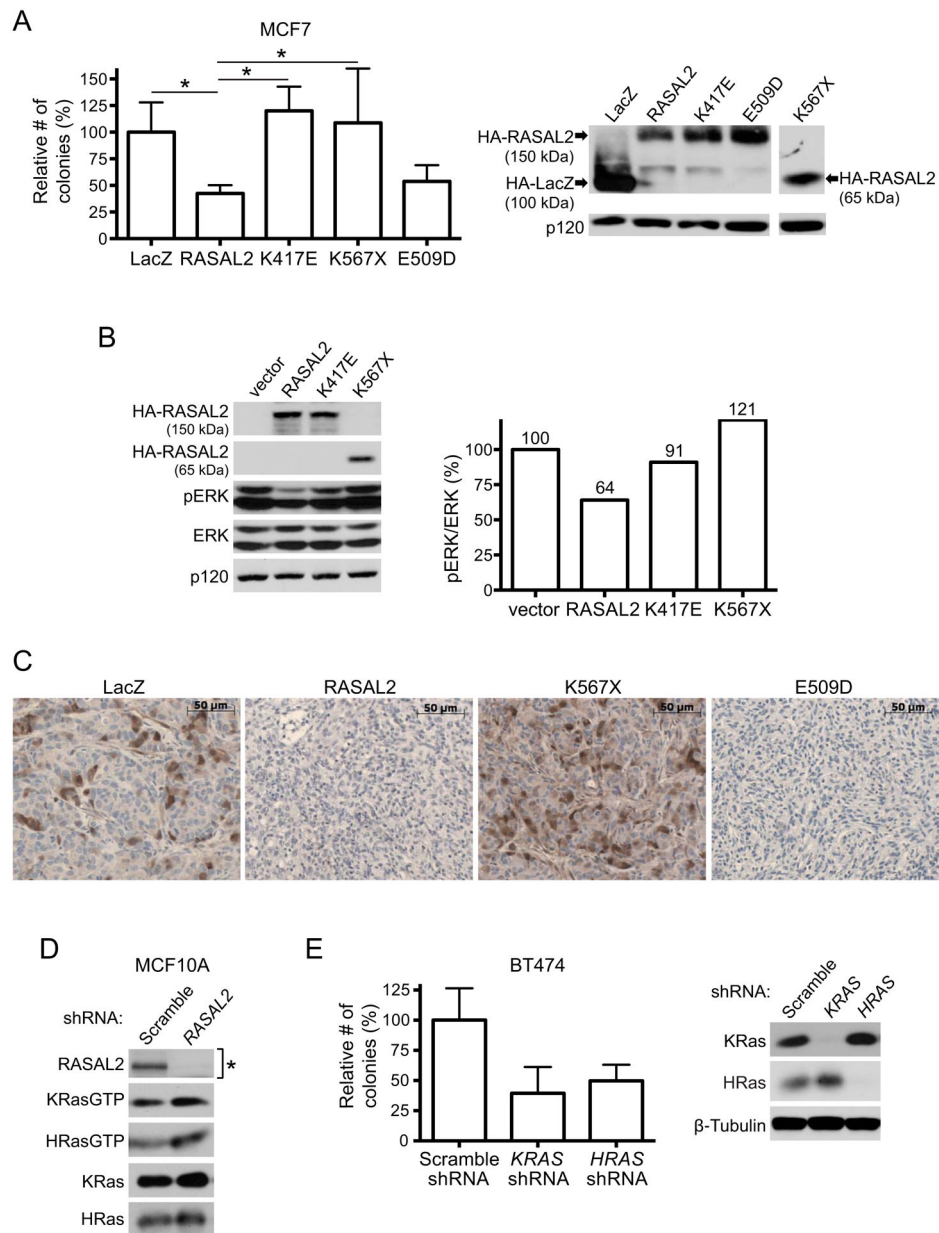 A
MCF7
Relative # of
colonies (%)
150
125
100
75
50
25
0
* * *
LacZ RASAL2 K417E K567X E509D
LacZ RASAL2 K417E E509D K567X
HA-RASAL2
(150 kDa)
HA-LacZ
(100 kDa)
HA-RASAL2
(65 kDa)
p120
B
vector RASAL2 K417E K567X
HA-RASAL2
(150 kDa)
HA-RASAL2
(65 kDa)
pERK
ERK
p120
pERK/ERK (%)
100
75
50
25
0
100 64 91 121
vector RASAL2 K417E K567X
C
LacZ RASAL2 K567X E509D
50 µm 50 µm 50 µm 50 µm
D
MCF10A
shRNA: Scramble RASAL2
RASAL2 *
KRasGTP
HRasGTP
KRas
HRas
E
BT474
Relative # of
colonies (%)
125
100
75
50
25
0
Scramble KRAS HRAS
shRNA shRNA shRNA
shRNA: Scramble KRAS HRAS
KRas
HRas
β-Tubulin